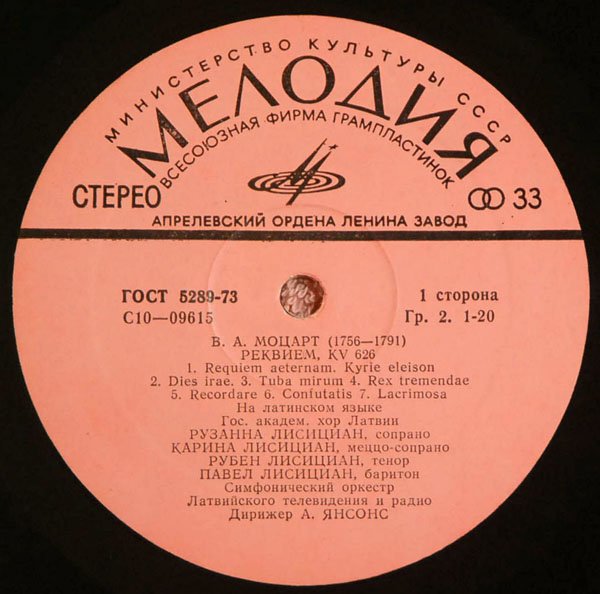 МИНИСТЕРСТВО КУЛЬТУРЫ СССР
МЕЛОДИЯ
ВСЕСОЮЗНАЯ ФИРМА ГРАМПЛАСТИНОК
СТЕРЕО
33
АПРЕЛЕВСКИЙ ОРДЕНА ЛЕНИНА ЗАВОД
ГОСТ 5289-73
1 сторона
С10—09615
Гр. 2. 1-20
В. А. МОЦАРТ (1756—1791)
РЕКВИЕМ, KV 626
1. Requiem aeternam. Kyrie eleison
2. Dies irae. 3. Tuba mirum 4. Rex tremendae
5. Recordare 6. Confutatis 7. Lacrimosa
На латинском языке
Гос. академ. хор Латвии
РУЗАННА ЛИСИЦИАН, сопрано
КАРИНА ЛИСИЦИАН, меццо-сопрано
РУБЕН ЛИСИЦИАН, тенор
ПАВЕЛ ЛИСИЦИАН, баритон
Симфонический оркестр
Латвийского телевидения и радио
Дирижер А. ЯНСОНС